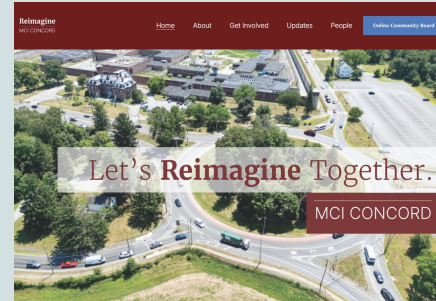 Reimagine
MCI CONCORD
Home About Get Involved Updates People Online Community Board
Let's Reimagine Together.
MCI CONCORD